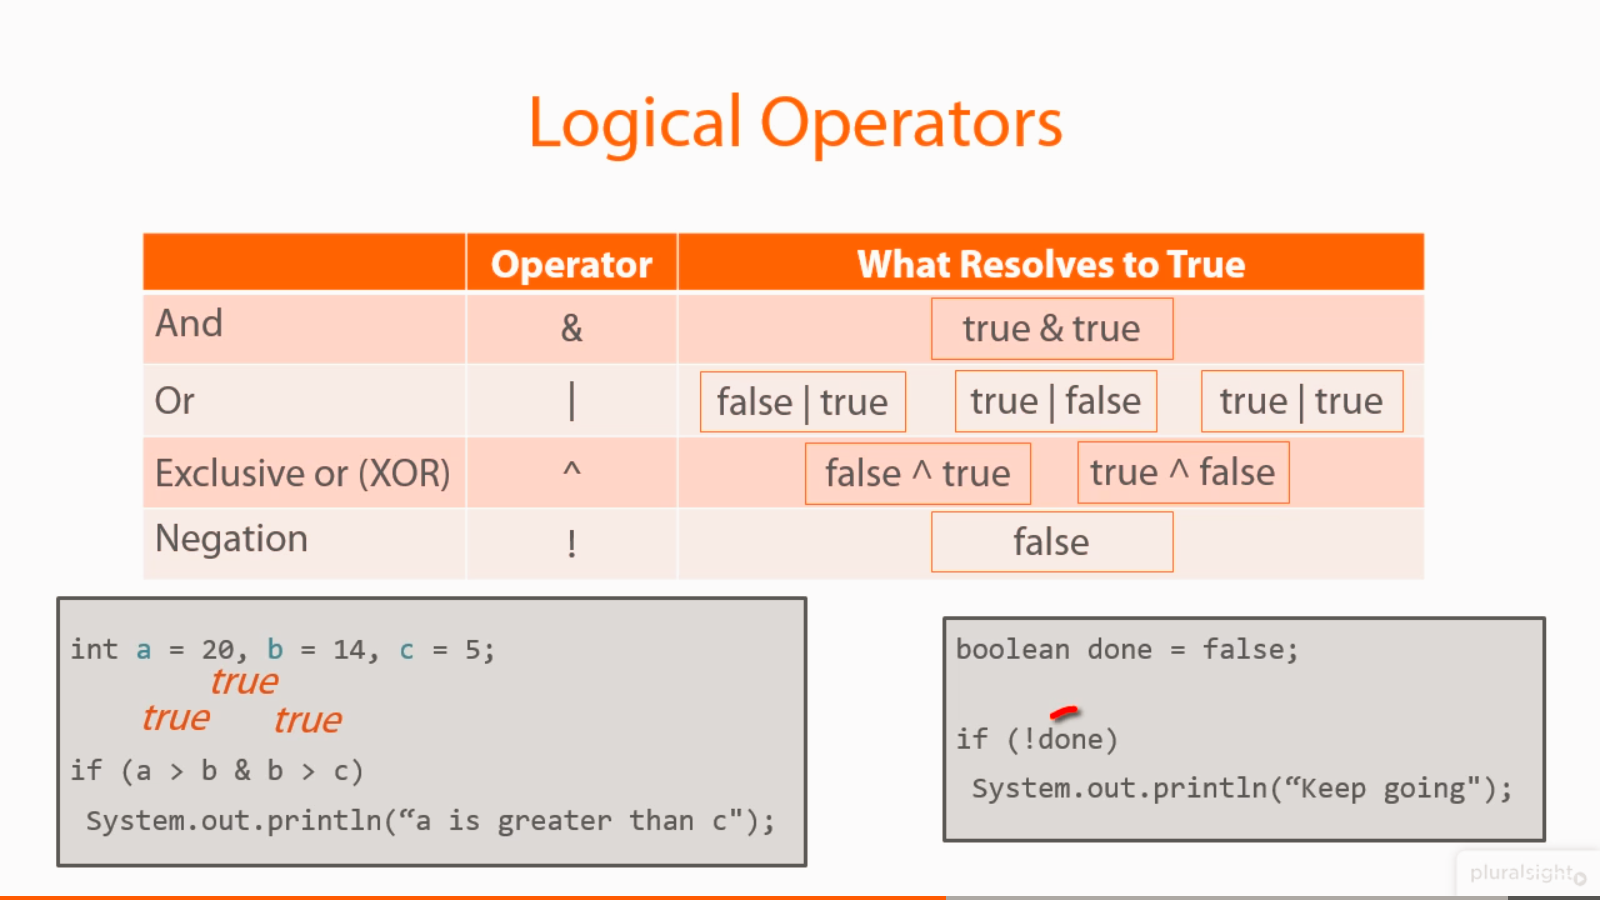 Logical Operators
Operator What Resolves to True
And & true & true
Or | false | true true | false true | true
Exclusive or (XOR) ^ false ^ true true ^ false
Negation ! false
int a = 20, b = 14, c = 5;
true
true true
if (a > b & b > c)
System.out.println(“a is greater than c");
boolean done = false;
if (!done)
System.out.println(“Keep going");
pluralsight